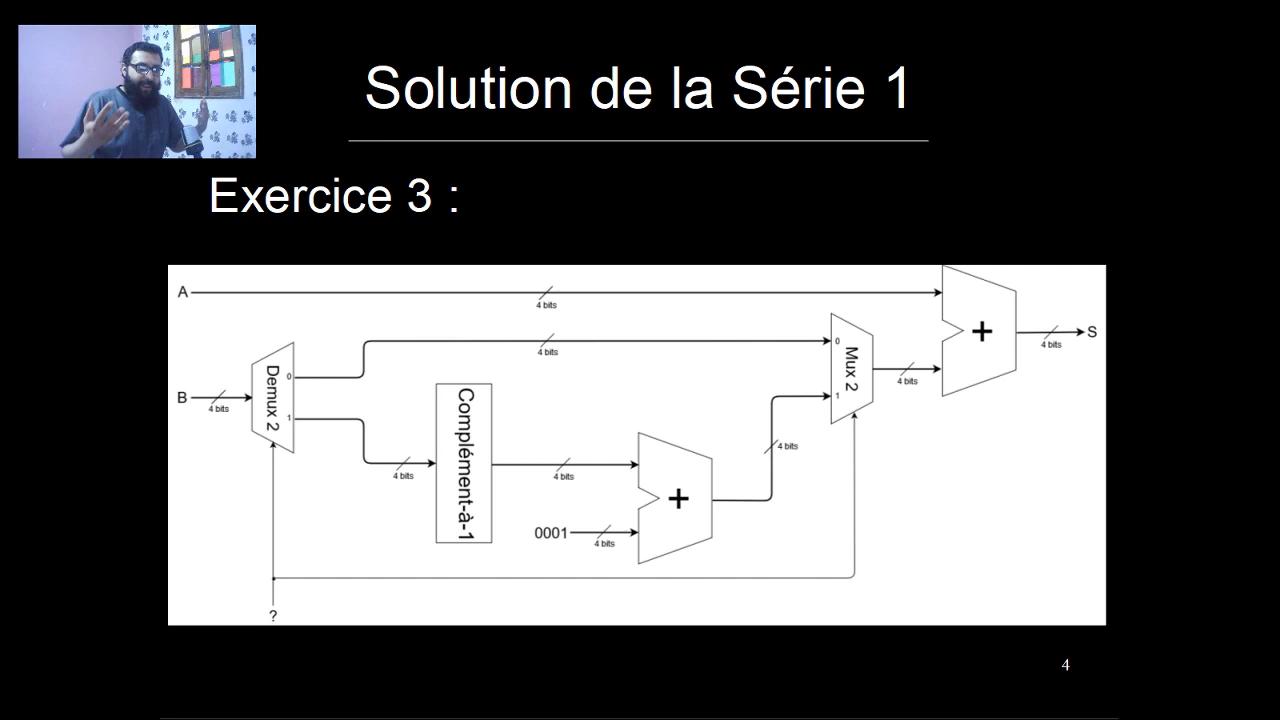 Solution de la Série 1
Exercice 3 :
A
4 bits
+
4 bits
S
4 bits
0
Mux 2
1
4 bits
B
4 bits
Demux 2
0
1
4 bits
Complément-à-1
4 bits
0001
4 bits
+
4 bits
?
4